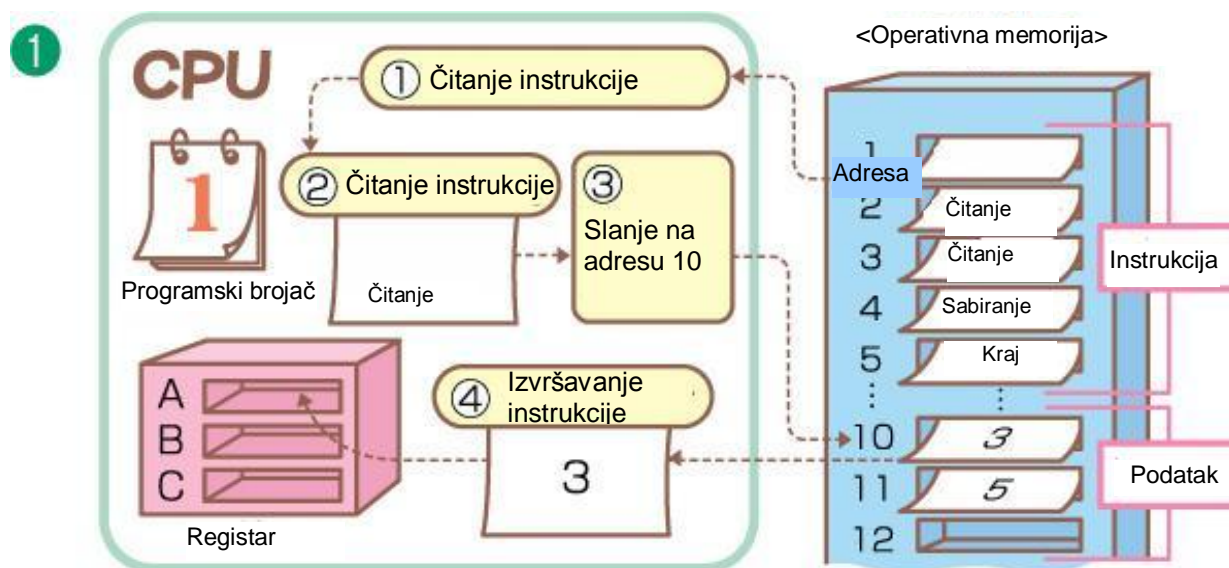 1
<Operativna memorija>
CPU
① Čitanje instrukcije
1
② Čitanje instrukcije
Čitanje
③
Slanje na
adresu 10
Programski brojač
④ Izvršavanje
instrukcije
3
A
B
C
Registar
1
Adresa
2 Čitanje
3 Čitanje
4 Sabiranje
5 Kraj
⋮ ⋮
10 3
11 5
12
Instrukcija
Podatak